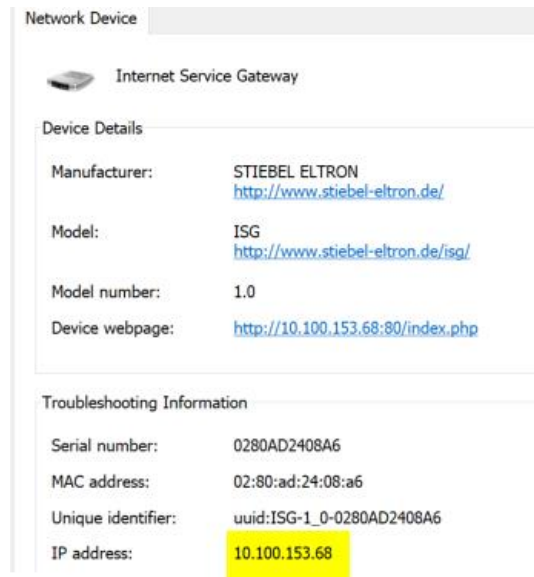 Network Device
Internet Service Gateway
Device Details
Manufacturer: STIEBEL ELTRON
http://www.stiebel-eltron.de/
Model: ISG
http://www.stiebel-eltron.de/isg/
Model number: 1.0
Device webpage: http://10.100.153.68:80/index.php
Troubleshooting Information
Serial number: 0280AD2408A6
MAC address: 02:80:ad:24:08:a6
Unique identifier: uuid:ISG-1_0-0280AD2408A6
IP address: 10.100.153.68